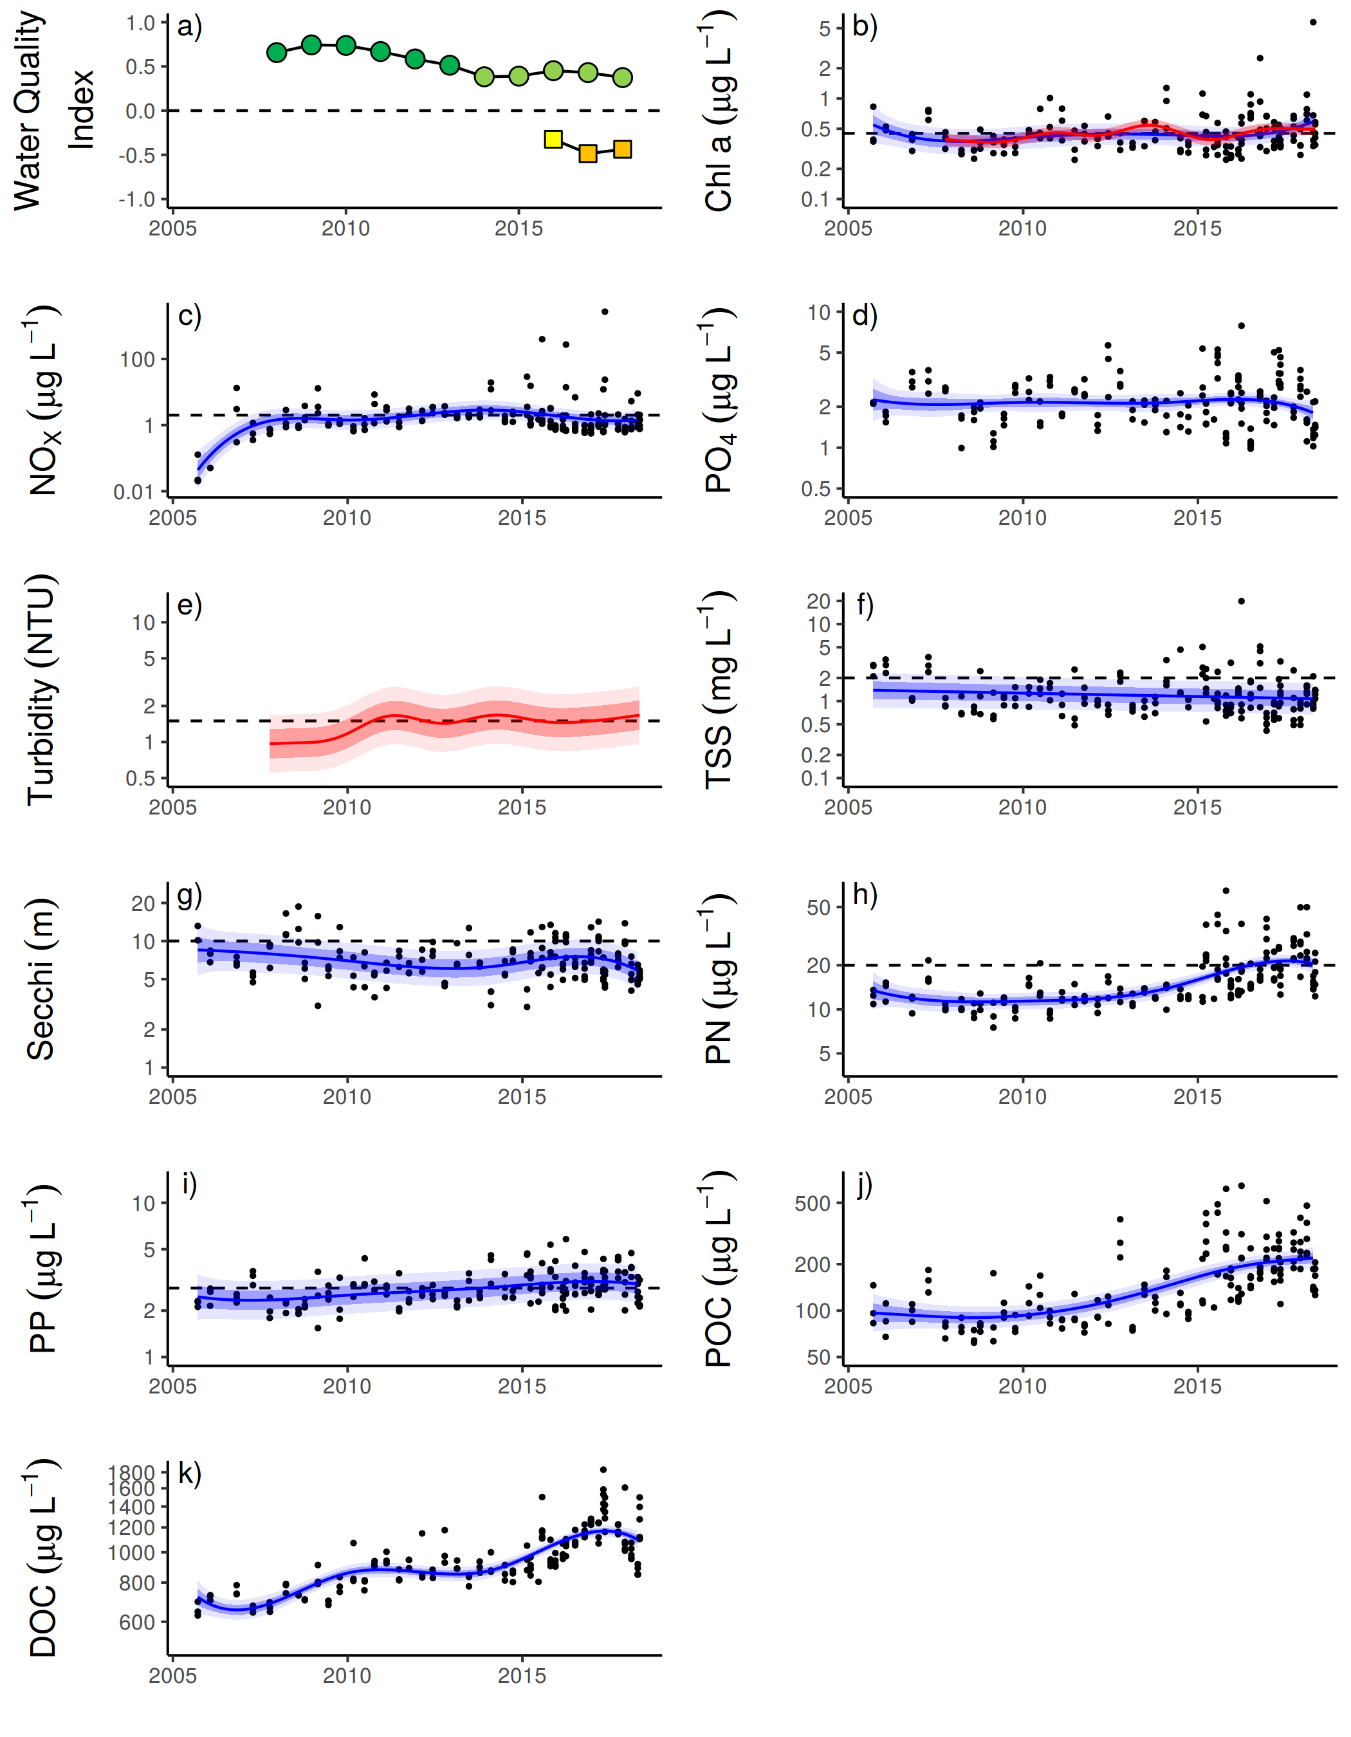 a)
Water Quality
Index
1.0
0.5
0.0
-0.5
-1.0
2005 2010 2015
b)
Chl a (μg L⁻¹)
5
2
1
0.5
0.2
0.1
2005 2010 2015
c)
NOₓ (μg L⁻¹)
100
1
0.01
2005 2010 2015
d)
PO₄ (μg L⁻¹)
10
5
2
1
0.5
2005 2010 2015
e)
Turbidity (NTU)
10
5
2
1
0.5
2005 2010 2015
f)
TSS (mg L⁻¹)
20
10
5
2
1
0.5
0.2
0.1
2005 2010 2015
g)
Secchi (m)
20
10
5
2
1
2005 2010 2015
h)
PN (μg L⁻¹)
50
20
10
5
2005 2010 2015
i)
PP (μg L⁻¹)
10
5
2
1
2005 2010 2015
j)
POC (μg L⁻¹)
500
200
100
50
2005 2010 2015
k)
DOC (μg L⁻¹)
1800
1600
1400
1200
1000
800
600
2005 2010 2015